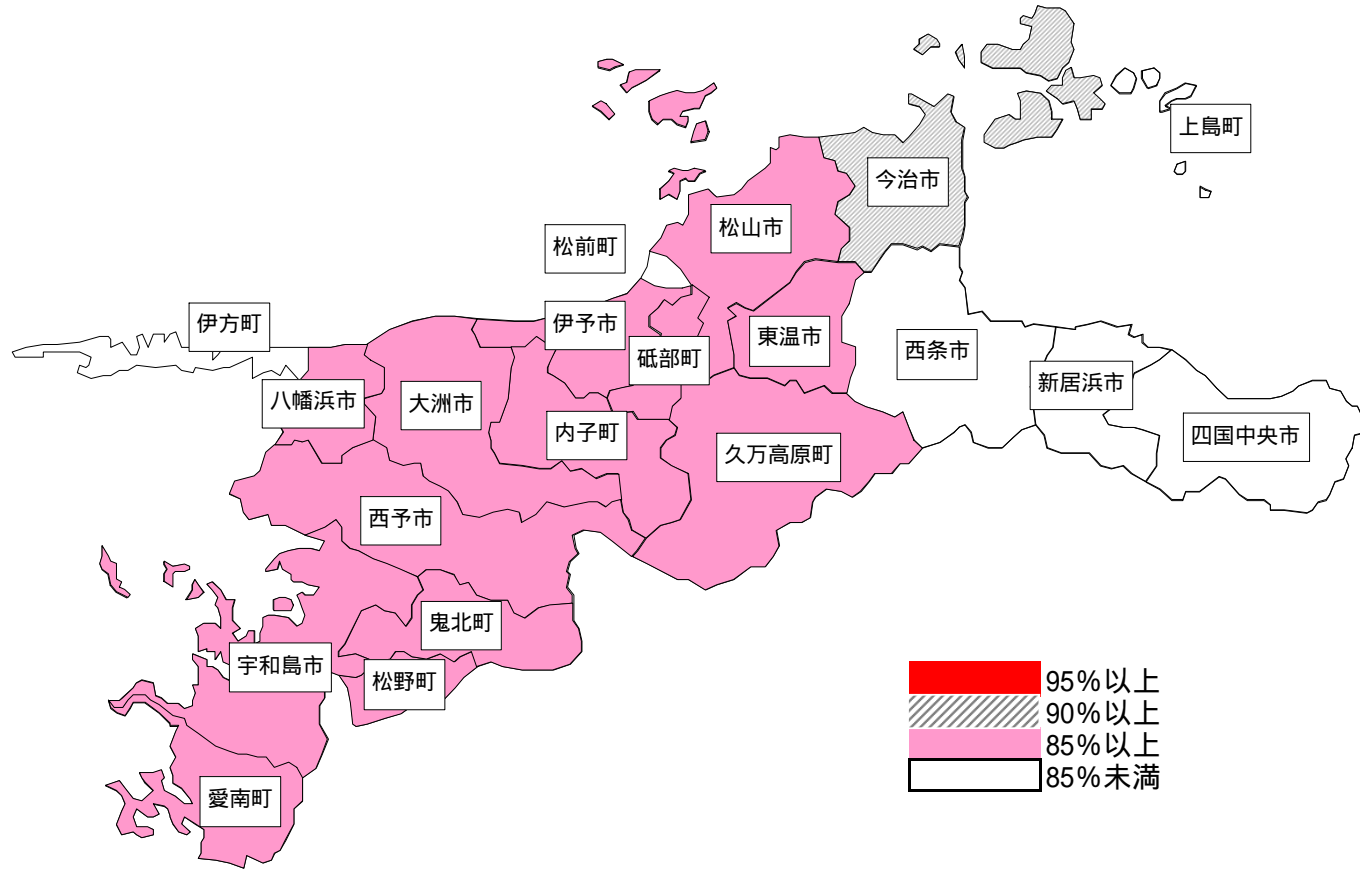 上島町
今治市
松山市
松前町
伊方町
伊予市
東温市
西条市
砥部町
新居浜市
八幡浜市
大洲市
内子町
四国中央市
久万高原町
西予市
鬼北町
宇和島市
松野町
愛南町
95%以上
90%以上
85%以上
85%未満